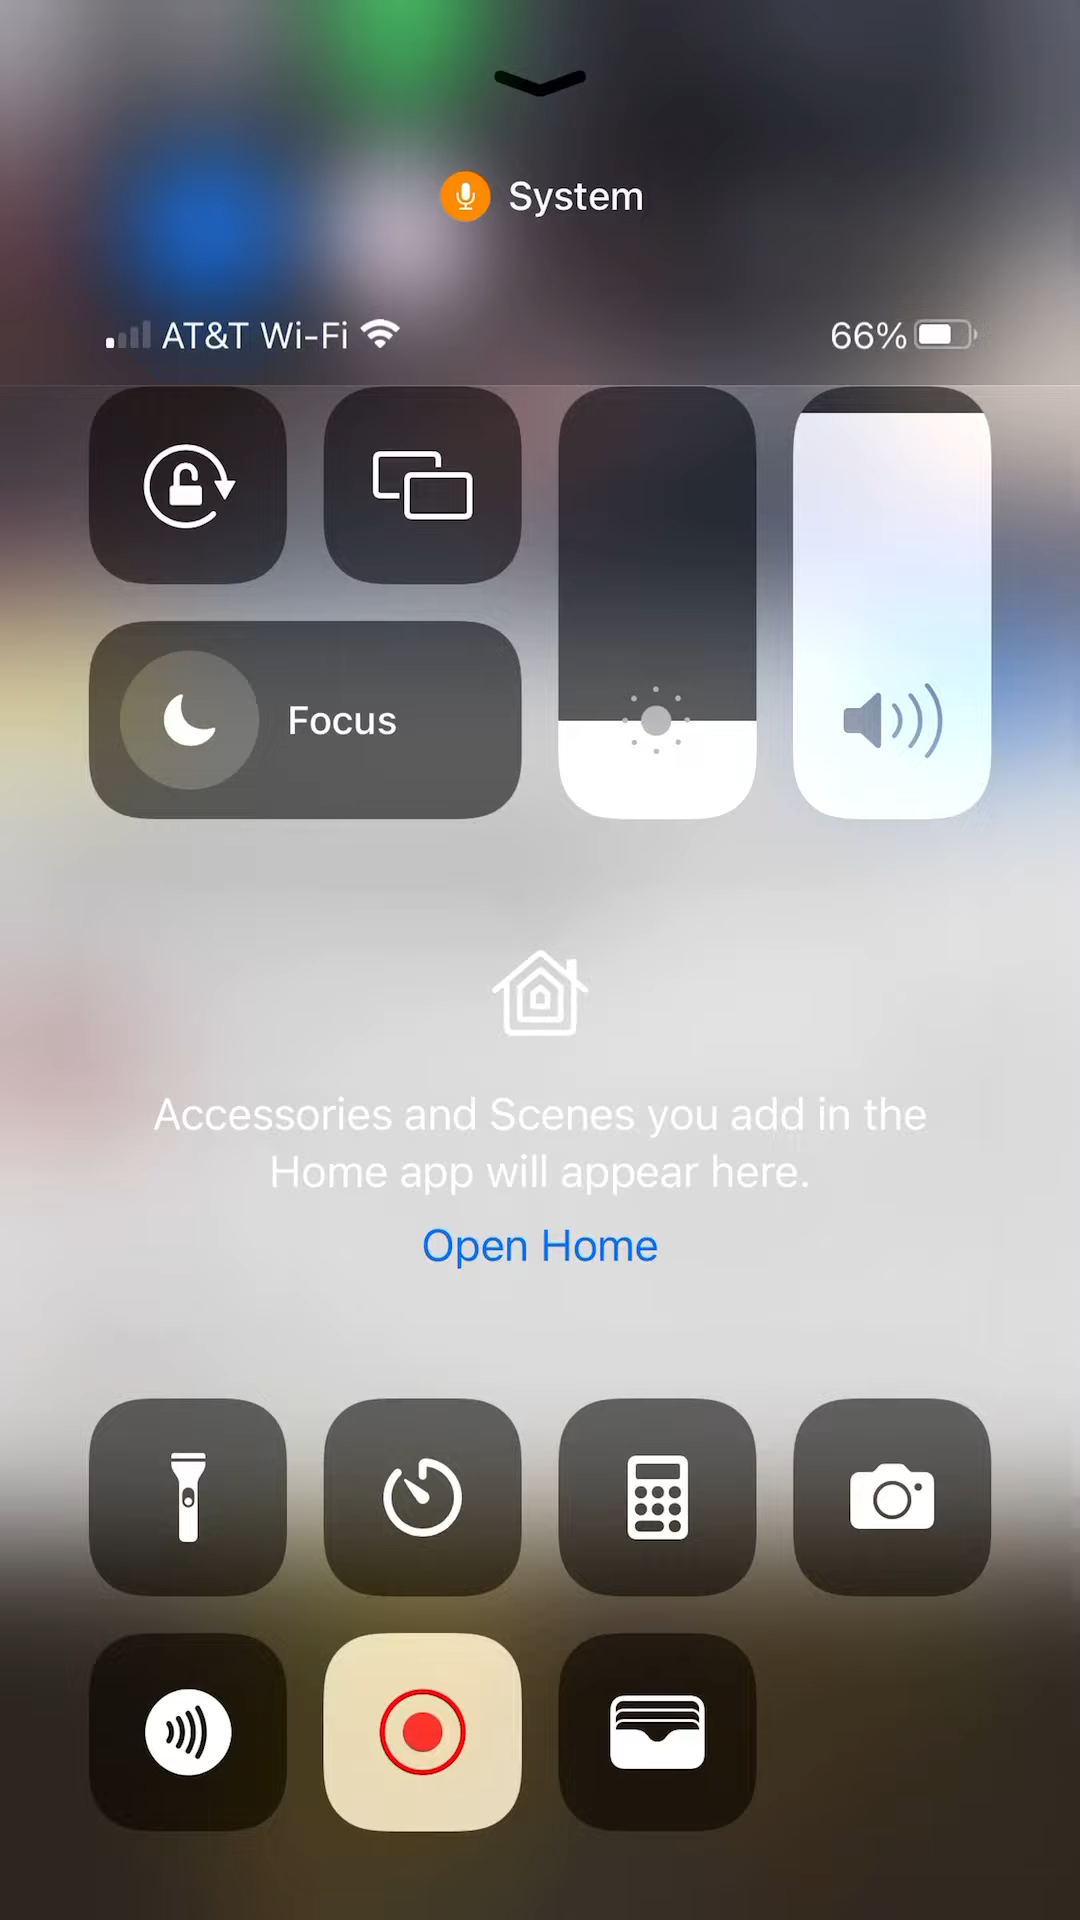 System
AT&T Wi-Fi 66%
Focus
Accessories and Scenes you add in the
Home app will appear here.
Open Home